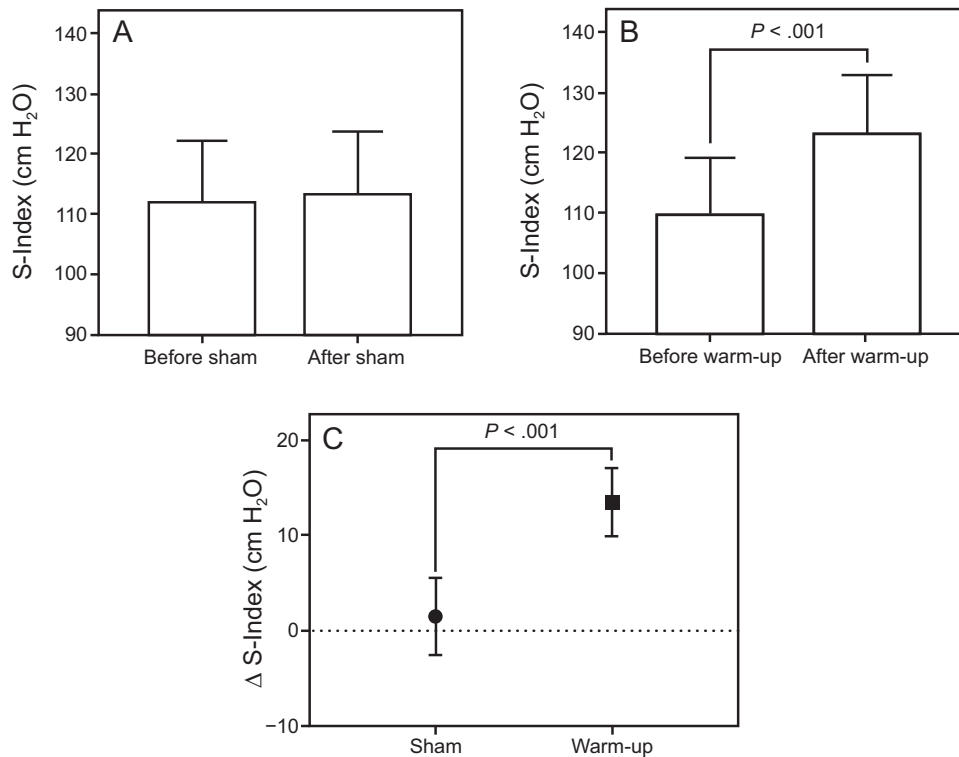 A
S-Index (cm H₂O)
140
130
120
110
100
90
Before sham
After sham
B
P < .001
S-Index (cm H₂O)
140
130
120
110
100
90
Before warm-up
After warm-up
C
P < .001
Δ S-Index (cm H₂O)
20
10
0
−10
Sham
Warm-up